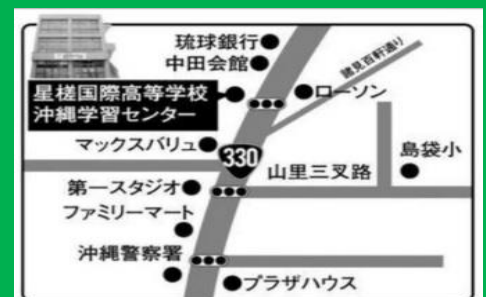 琉球銀行
中田会館
諸見百軒通り
星槎国際高等学校
沖縄学習センター
ローソン
マックスバリュ
330
山里三叉路
島袋小
第一スタジオ
ファミリーマート
沖縄警察署
プラザハウス